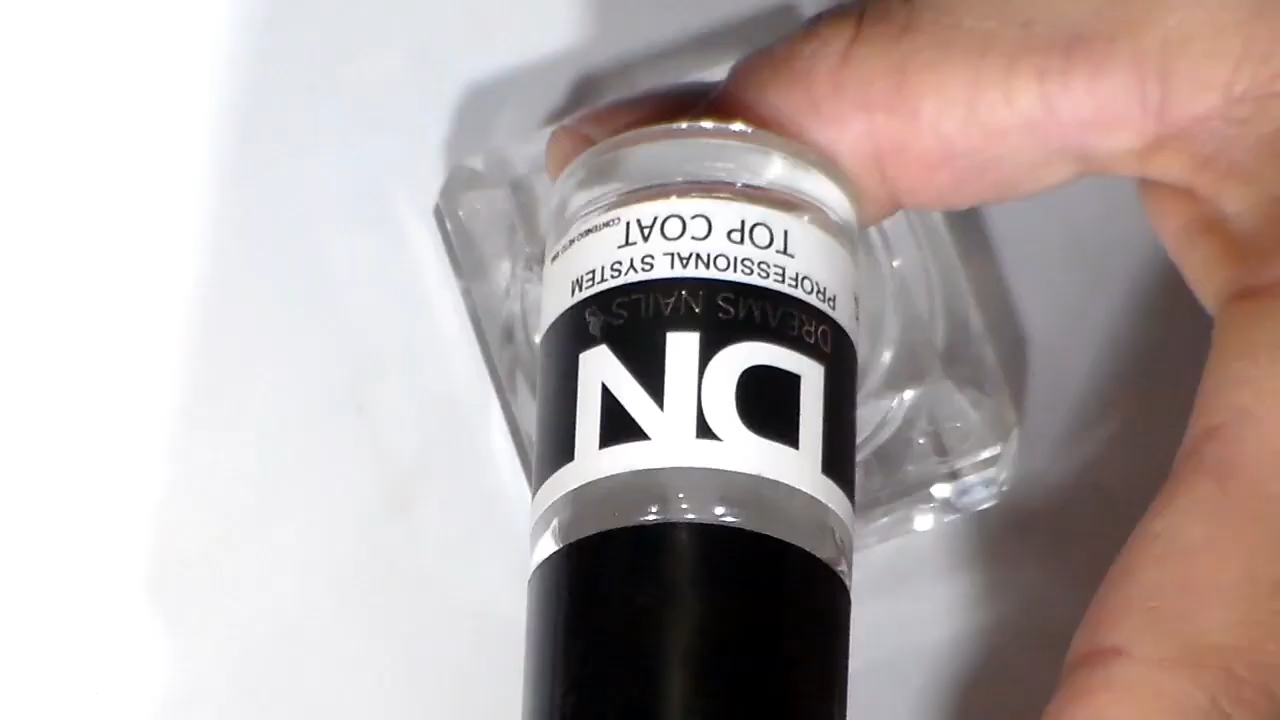 DN
DREAMS NAILS
PROFESSIONAL SYSTEM
TOP COAT
CONTENIDO NETO